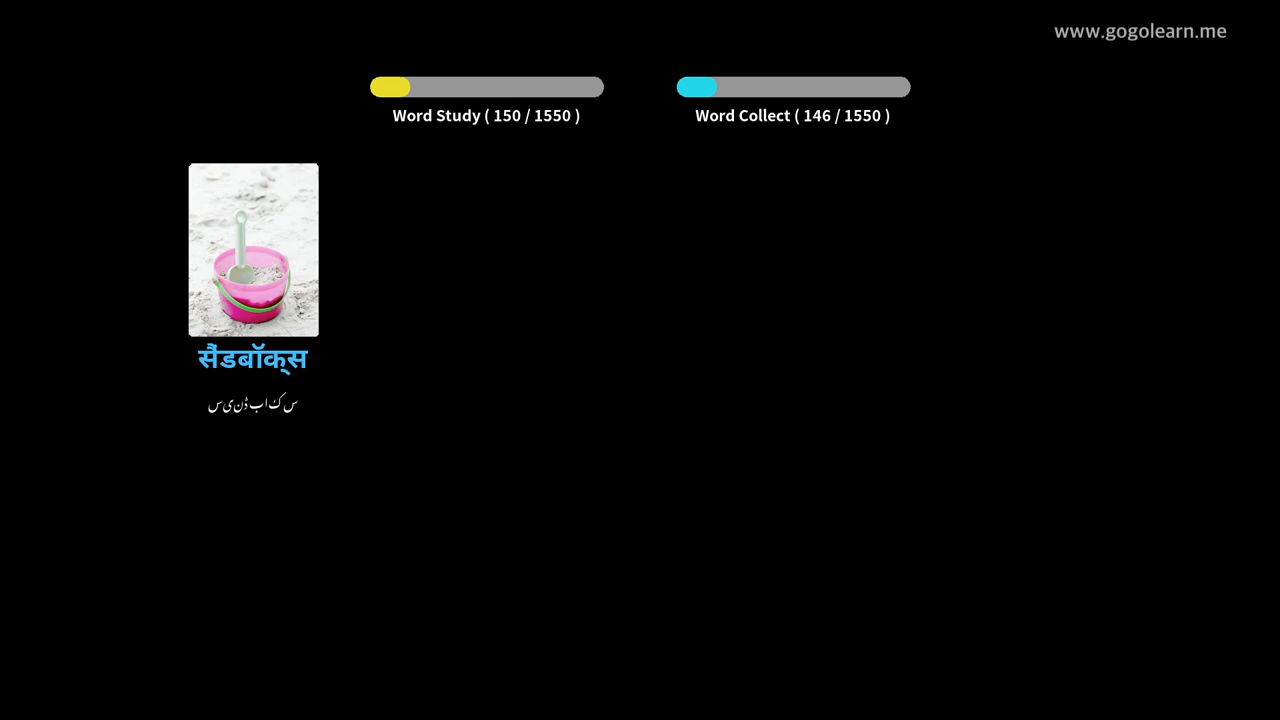 www.gogolearn.me
Word Study ( 150 / 1550 )
Word Collect ( 146 / 1550 )
सैंडबॉक्स
س ک ا ب ڈ ن ی س